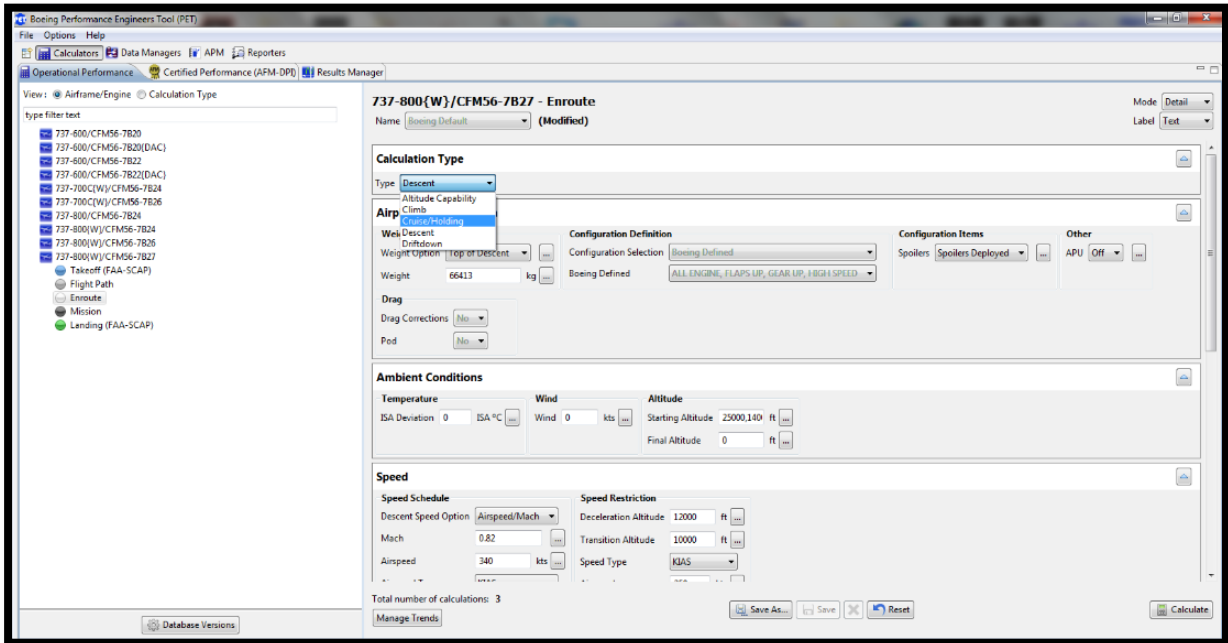 Boeing Performance Engineers Tool (PET)
File Options Help
Calculators Data Managers APM Reporters
Operational Performance Certified Performance (AFM-DPI) Results Manager
View: Airframe/Engine Calculation Type
type filter text
737-600/CFM56-7B20
737-600/CFM56-7B20{DAC}
737-600/CFM56-7B22
737-600/CFM56-7B22{DAC}
737-700C{W}/CFM56-7B24
737-700C{W}/CFM56-7B26
737-800/CFM56-7B24
737-800{W}/CFM56-7B24
737-800{W}/CFM56-7B26
737-800{W}/CFM56-7B27
Takeoff (FAA-SCAP)
Flight Path
Enroute
Mission
Landing (FAA-SCAP)
Database Versions
737-800{W}/CFM56-7B27 - Enroute
Mode Detail
Name Boeing Default (Modified)
Label Text
Calculation Type
Type Descent
Altitude Capability
Climb
Cruise/Holding
Descent
Driftdown
Airp
Configuration Definition Configuration Items Other
Weight Option Top of Descent ... Configuration Selection Boeing Defined Spoilers Spoilers Deployed ... APU Off ...
Weight 66413 kg ... Boeing Defined ALL ENGINE, FLAPS UP, GEAR UP, HIGH SPEED
Drag
Drag Corrections No
Pod No
Ambient Conditions
Temperature Wind Altitude
ISA Deviation 0 ISA °C ... Wind 0 kts ... Starting Altitude 25000,140 ft ...
Final Altitude 0 ft ...
Speed
Speed Schedule Speed Restriction
Descent Speed Option Airspeed/Mach Deceleration Altitude 12000 ft ...
Mach 0.82 ... Transition Altitude 10000 ft ...
Airspeed 340 kts ... Speed Type KIAS
Total number of calculations: 3
Manage Trends Save As... Save Reset Calculate